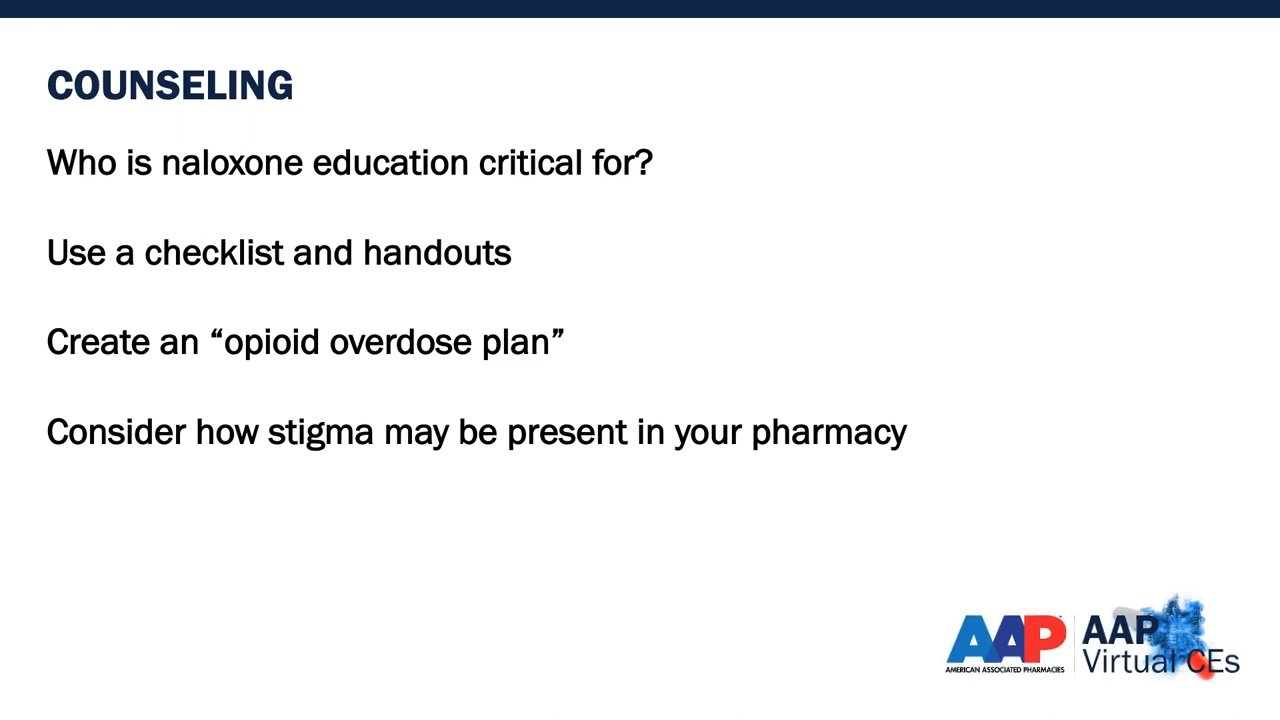 COUNSELING
Who is naloxone education critical for?
Use a checklist and handouts
Create an “opioid overdose plan”
Consider how stigma may be present in your pharmacy
AAP
AMERICAN ASSOCIATED PHARMACIES
AAP
Virtual CEs